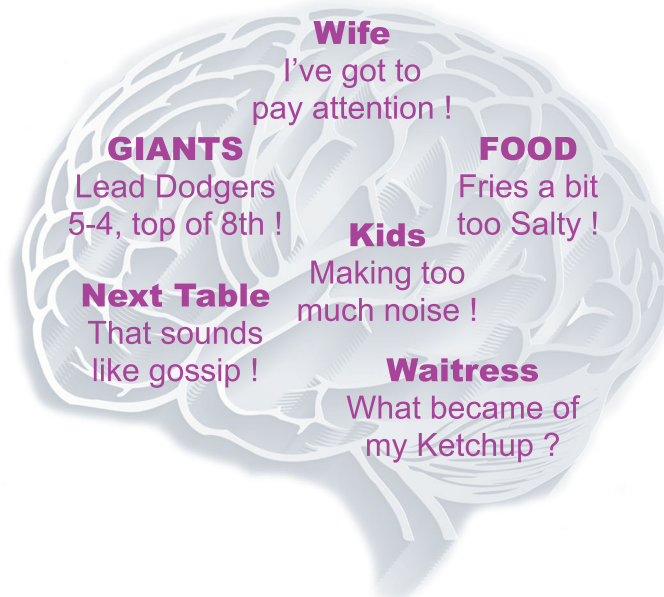 Wife
I've got to
pay attention !
GIANTS
Lead Dodgers
5-4, top of 8th !
FOOD
Fries a bit
too Salty !
Kids
Making too
much noise !
Next Table
That sounds
like gossip !
Waitress
What became of
my Ketchup ?